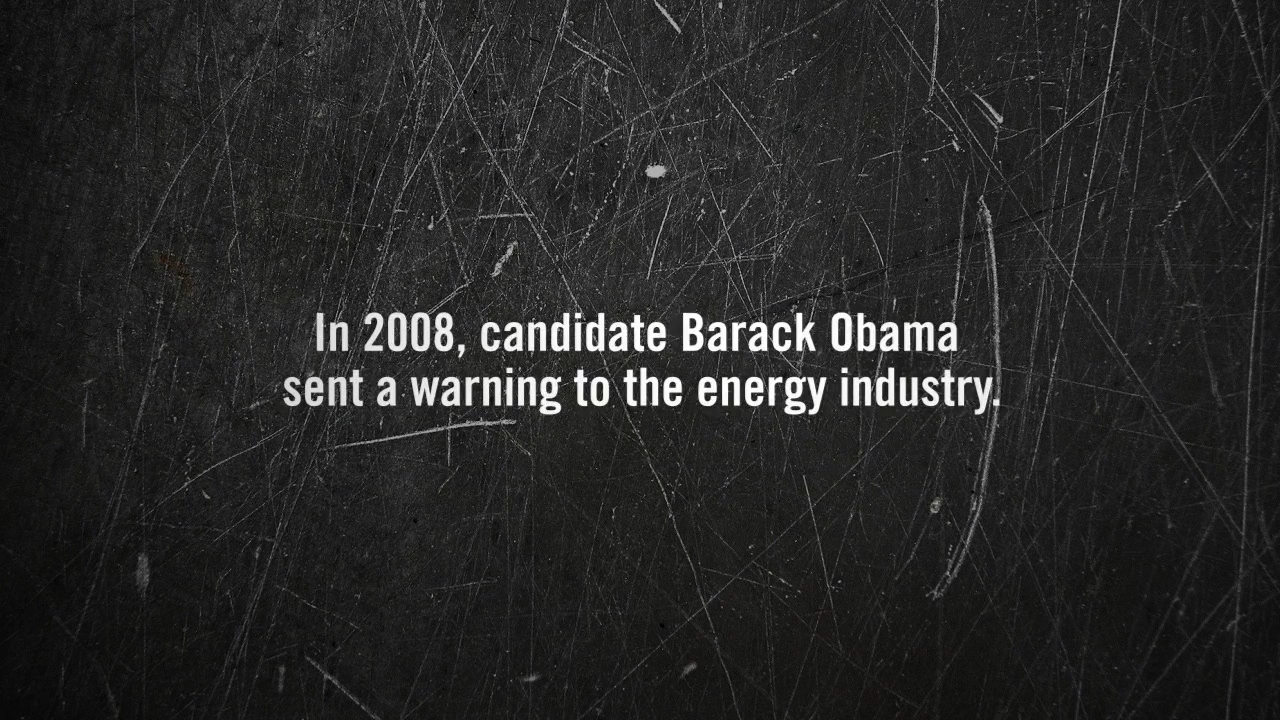 In 2008, candidate Barack Obama
sent a warning to the energy industry.